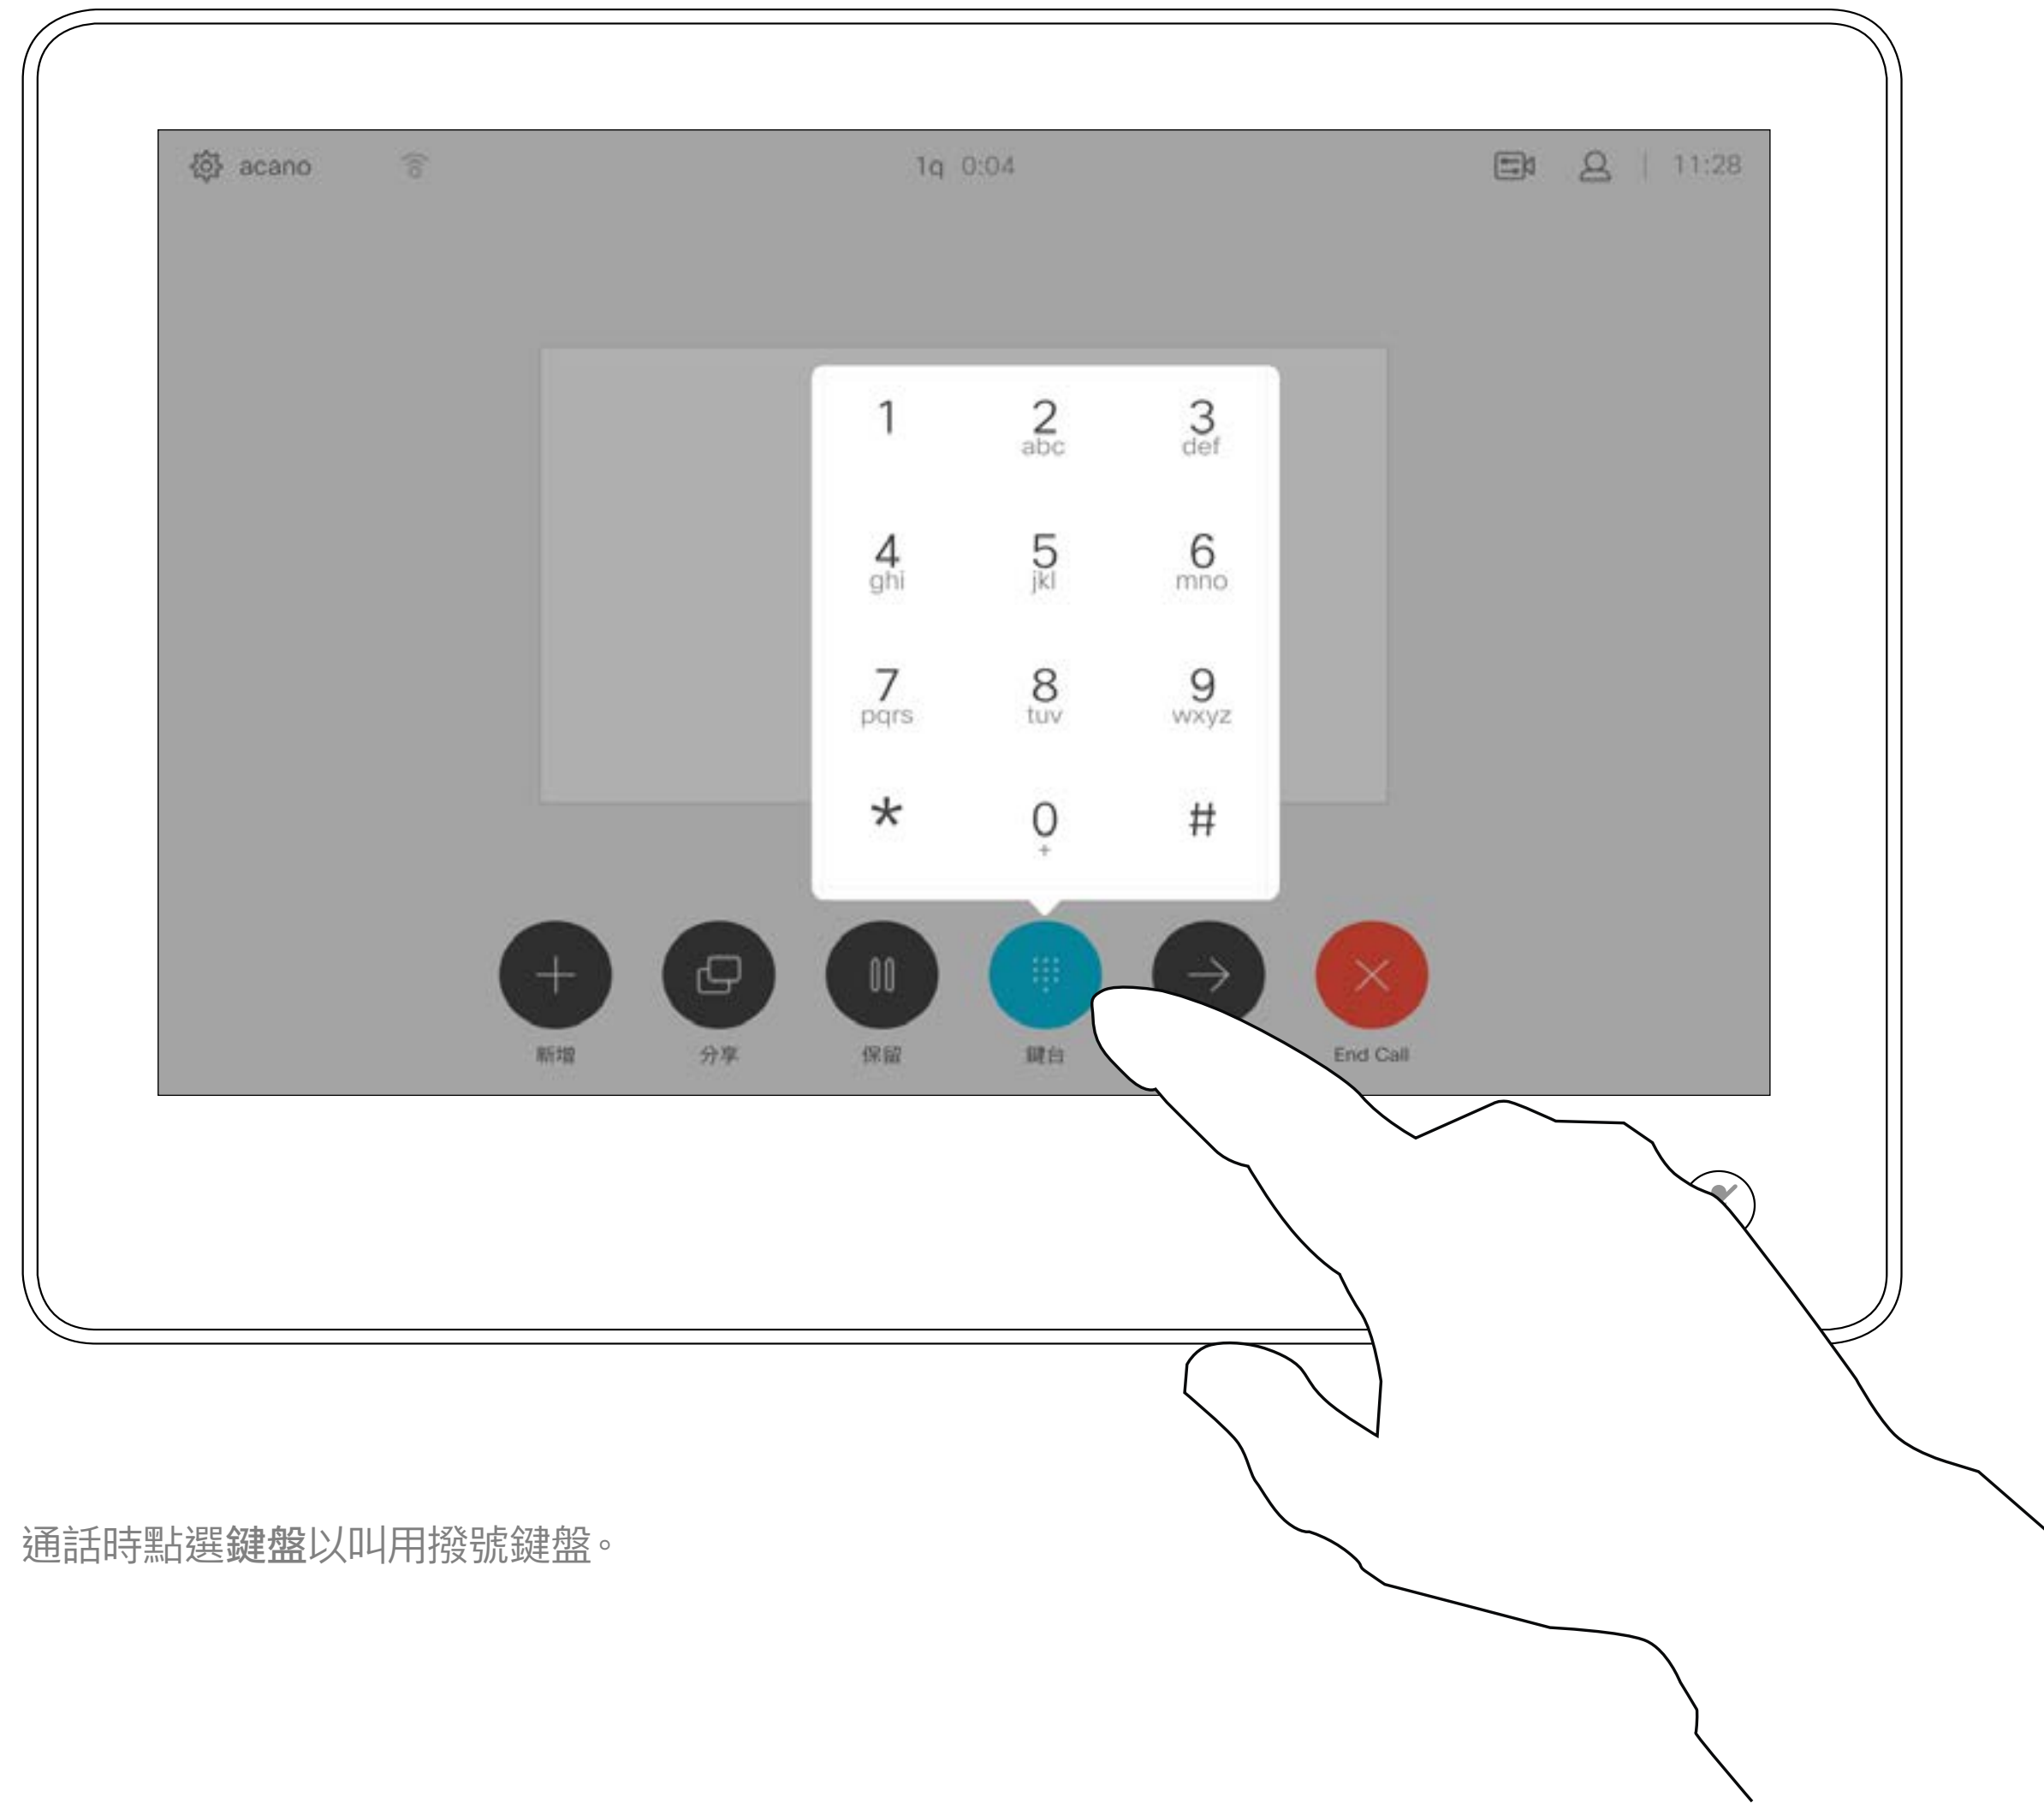 acano 1q 0:04 11:28
1 2 3
abc def
4 5 6
ghi jkl mno
7 8 9
pqrs tuv wxyz
* 0 #
+
新增 分享 保留 鍵台 End Call
通話時點選鍵盤以叫用撥號鍵盤。